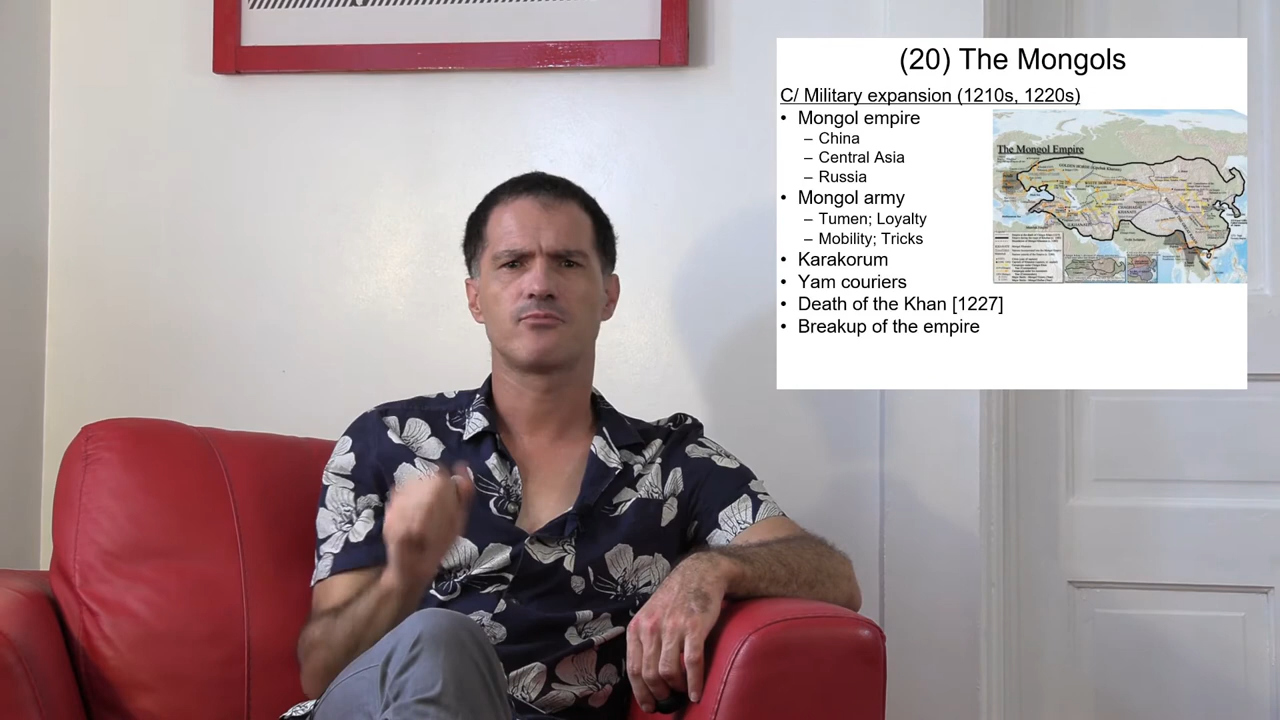 (20) The Mongols
C/ Military expansion (1210s, 1220s)
• Mongol empire
– China
– Central Asia
– Russia
• Mongol army
– Tumen; Loyalty
– Mobility; Tricks
• Karakorum
• Yam couriers
• Death of the Khan [1227]
• Breakup of the empire
The Mongol Empire